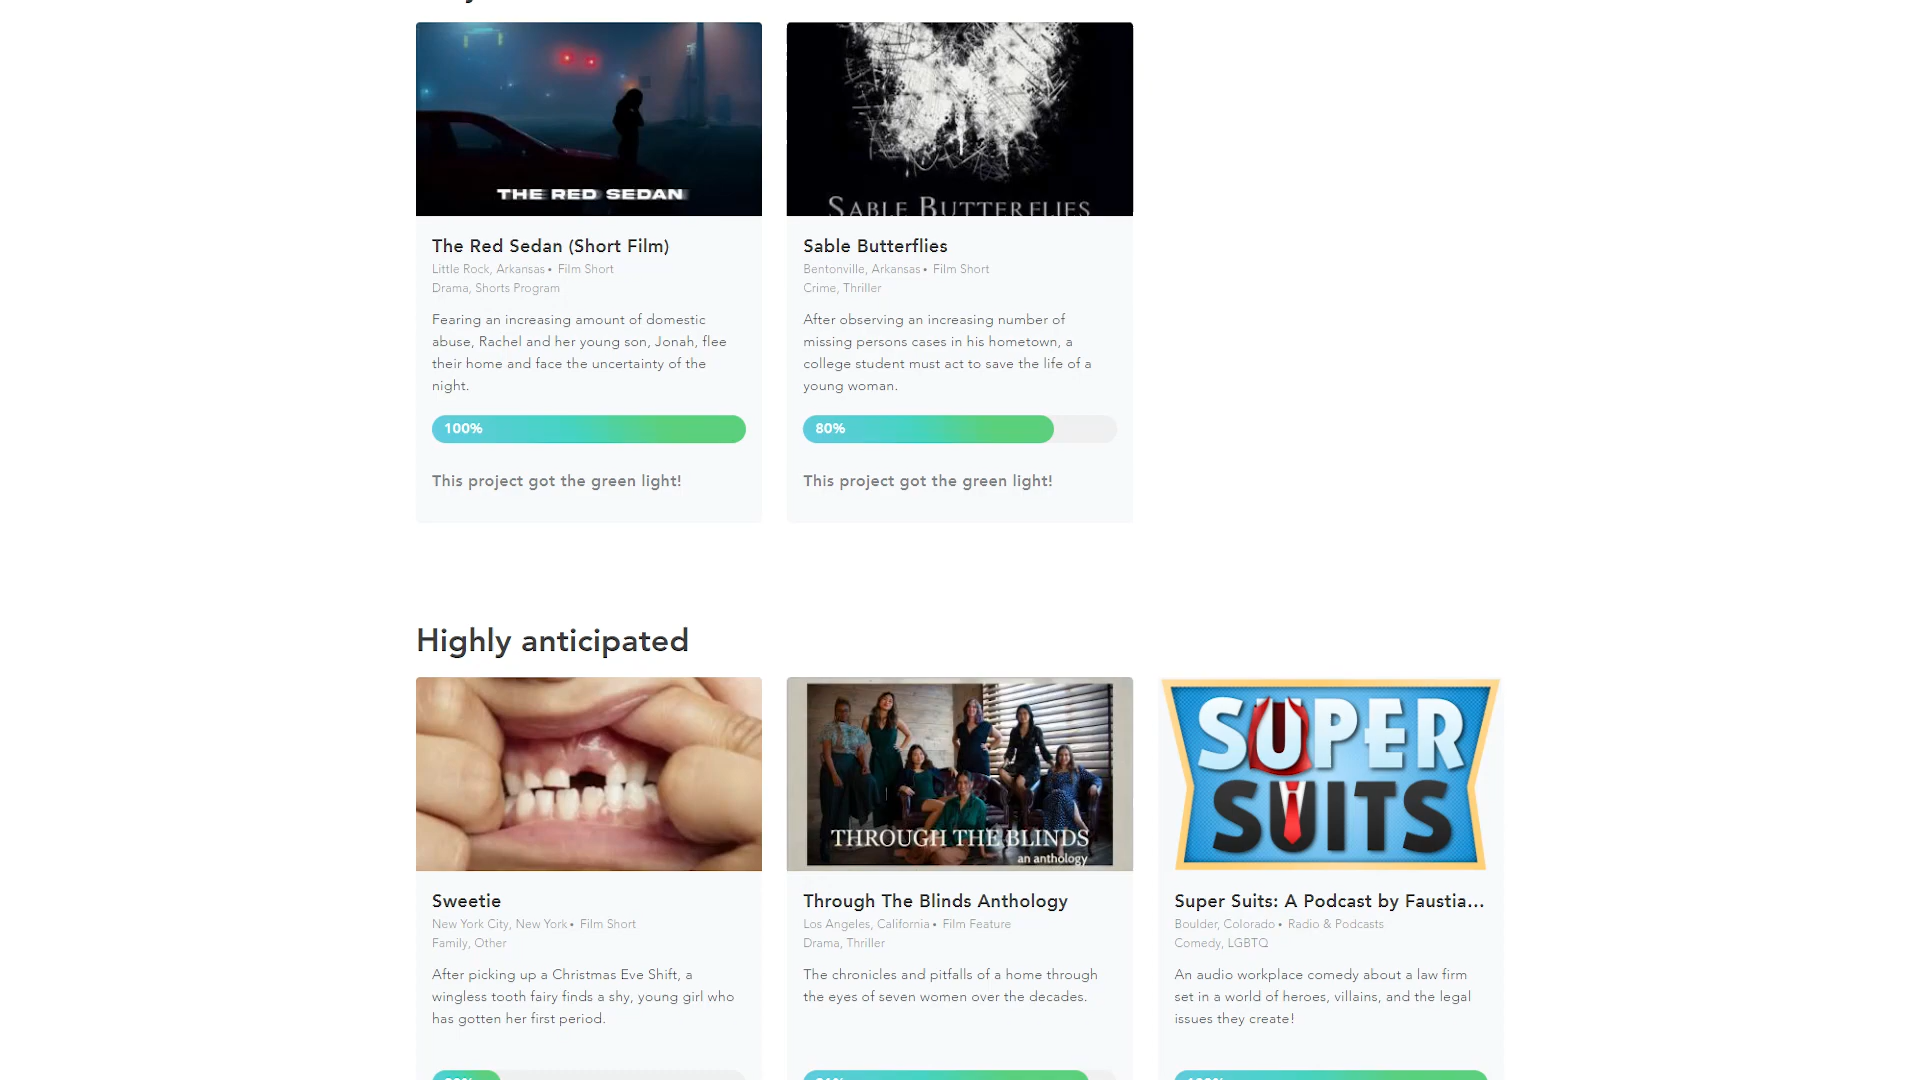 THE RED SEDAN
SABLE BUTTERFLIES
The Red Sedan (Short Film)
Little Rock, Arkansas • Film Short
Drama, Shorts Program
Fearing an increasing amount of domestic
abuse, Rachel and her young son, Jonah, flee
their home and face the uncertainty of the
night.
100%
This project got the green light!
Sable Butterflies
Bentonville, Arkansas • Film Short
Crime, Thriller
After observing an increasing number of
missing persons cases in his hometown, a
college student must act to save the life of a
young woman.
80%
This project got the green light!
Highly anticipated
THROUGH THE BLINDS
an anthology
SUPER
SUITS
Sweetie
New York City, New York • Film Short
Family, Other
After picking up a Christmas Eve Shift, a
wingless tooth fairy finds a shy, young girl who
has gotten her first period.
Through The Blinds Anthology
Los Angeles, California • Film Feature
Drama, Thriller
The chronicles and pitfalls of a home through
the eyes of seven women over the decades.
Super Suits: A Podcast by Faustia...
Boulder, Colorado • Radio & Podcasts
Comedy, LGBTQ
An audio workplace comedy about a law firm
set in a world of heroes, villains, and the legal
issues they create!